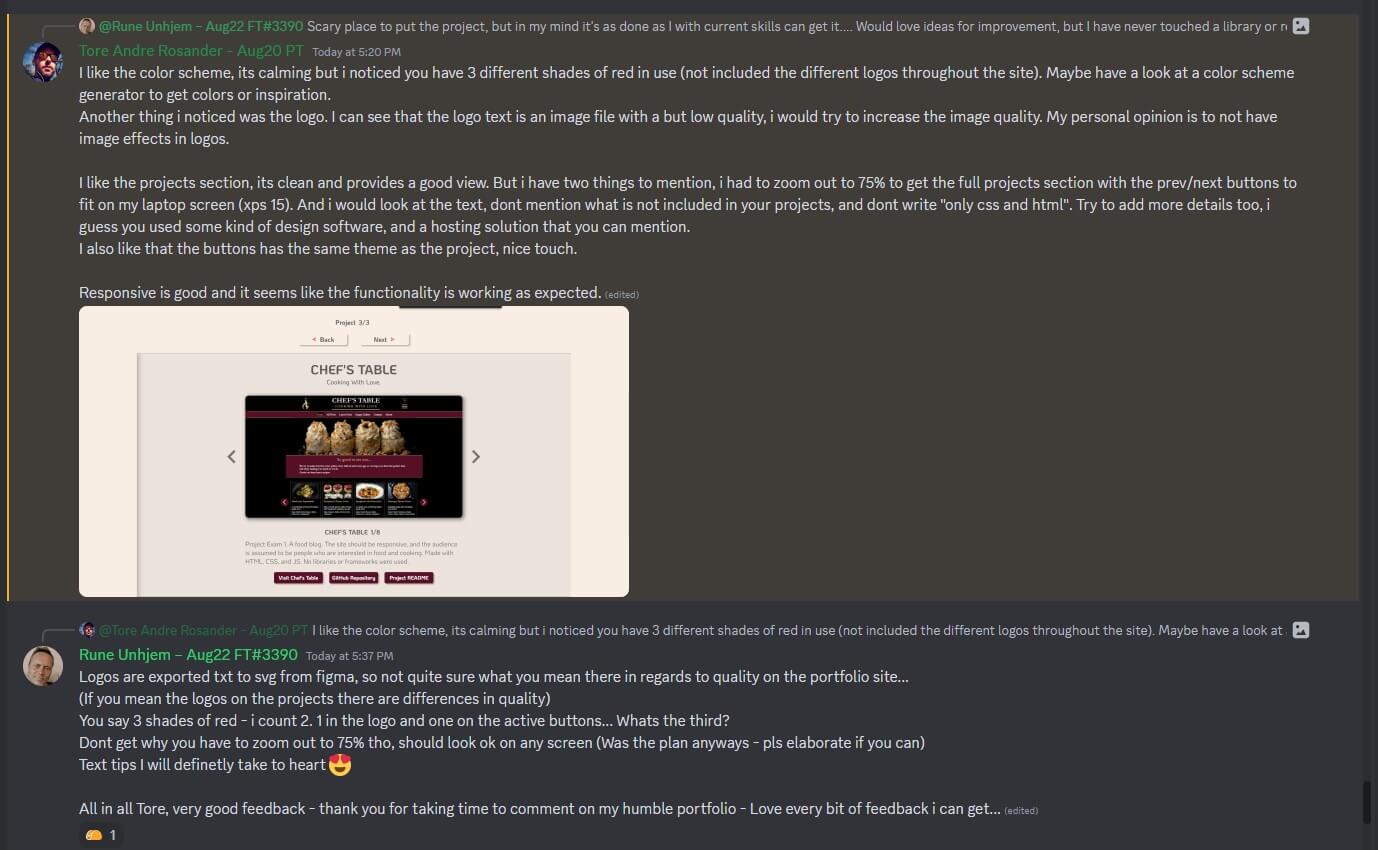 @Rune Unhjem – Aug22 FT#3390 Scary place to put the project, but in my mind it's as done as I with current skills can get it.... Would love ideas for improvement, but I have never touched a library or r
Tore Andre Rosander - Aug20 PT Today at 5:20 PM
I like the color scheme, its calming but i noticed you have 3 different shades of red in use (not included the different logos throughout the site). Maybe have a look at a color scheme
generator to get colors or inspiration.
Another thing i noticed was the logo. I can see that the logo text is an image file with a but low quality, i would try to increase the image quality. My personal opinion is to not have
image effects in logos.
I like the projects section, its clean and provides a good view. But i have two things to mention, i had to zoom out to 75% to get the full projects section with the prev/next buttons to
fit on my laptop screen (xps 15). And i would look at the text, dont mention what is not included in your projects, and dont write "only css and html". Try to add more details too, i
guess you used some kind of design software, and a hosting solution that you can mention.
I also like that the buttons has the same theme as the project, nice touch.
Responsive is good and it seems like the functionality is working as expected. (edited)
Project 3/3
< Back Next >
CHEF'S TABLE
Cooking With Love.
CHEF'S TABLE
COOKING WITH LOVE
CHEF'S TABLE 1/8
Project Exam 1. A food blog. The site should be responsive, and the audience
is assumed to be people who are interested in food and cooking. Made with
HTML, CSS, and JS. No libraries or frameworks were used.
Visit Chef's Table GitHub Repository Project README
@Tore Andre Rosander - Aug20 PT I like the color scheme, its calming but i noticed you have 3 different shades of red in use (not included the different logos throughout the site). Maybe have a look at
Rune Unhjem – Aug22 FT#3390 Today at 5:37 PM
Logos are exported txt to svg from figma, so not quite sure what you mean there in regards to quality on the portfolio site...
(If you mean the logos on the projects there are differences in quality)
You say 3 shades of red - i count 2. 1 in the logo and one on the active buttons... Whats the third?
Dont get why you have to zoom out to 75% tho, should look ok on any screen (Was the plan anyways - pls elaborate if you can)
Text tips I will definetly take to heart 😍
All in all Tore, very good feedback - thank you for taking time to comment on my humble portfolio - Love every bit of feedback i can get... (edited)
1